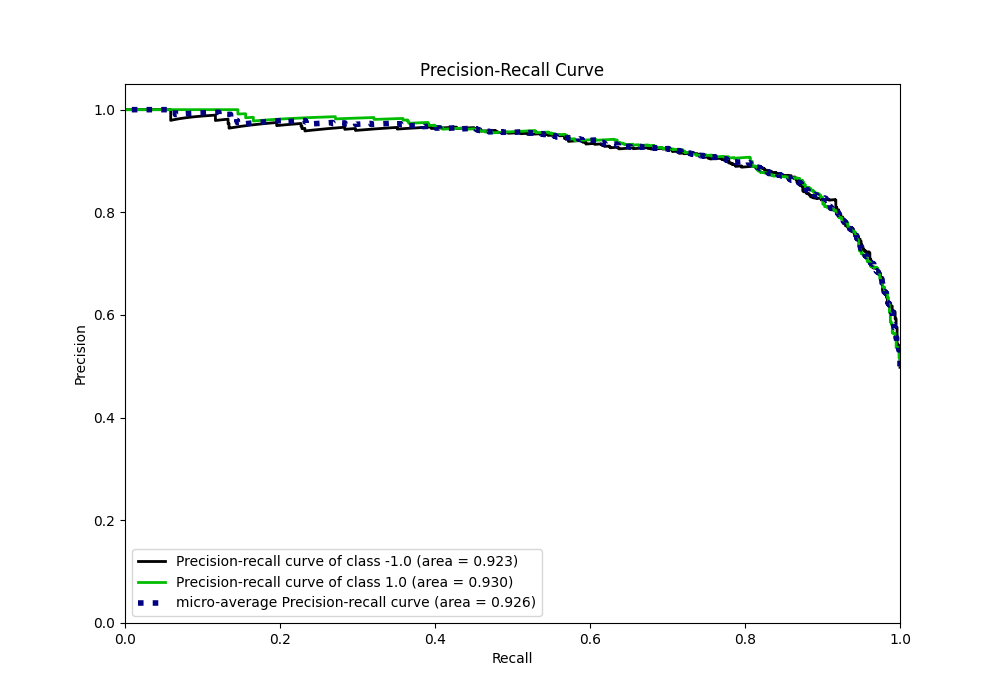 Precision-Recall Curve
1.0
0.8
0.6
0.4
0.2
0.0
Precision
Precision-recall curve of class -1.0 (area = 0.923)
Precision-recall curve of class 1.0 (area = 0.930)
micro-average Precision-recall curve (area = 0.926)
0.0 0.2 0.4 0.6 0.8 1.0
Recall